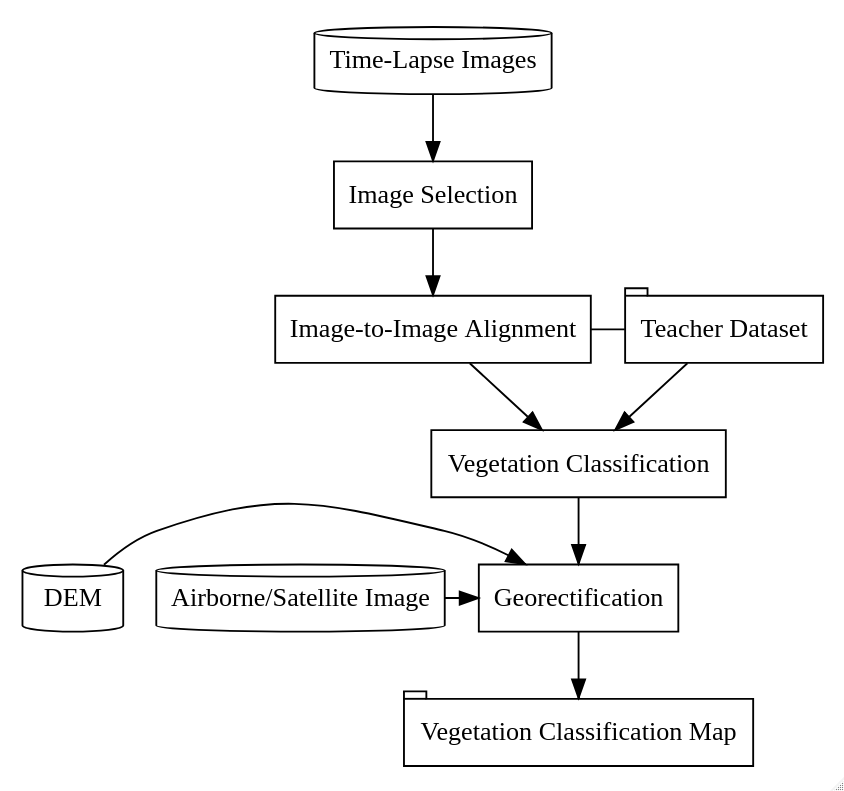 Time-Lapse Images
Image Selection
Image-to-Image Alignment
Teacher Dataset
Vegetation Classification
DEM
Airborne/Satellite Image
Georectification
Vegetation Classification Map